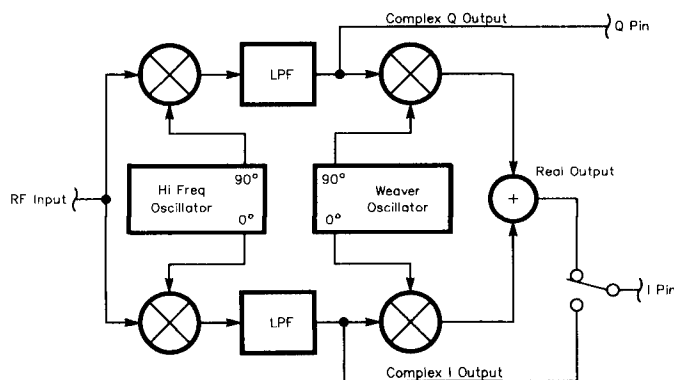 Complex Q Output
Q Pin
LPF
90°
Hi Freq
Oscillator
0°
90°
Weaver
Oscillator
0°
RF Input
Real Output
+
I Pin
LPF
Complex I Output